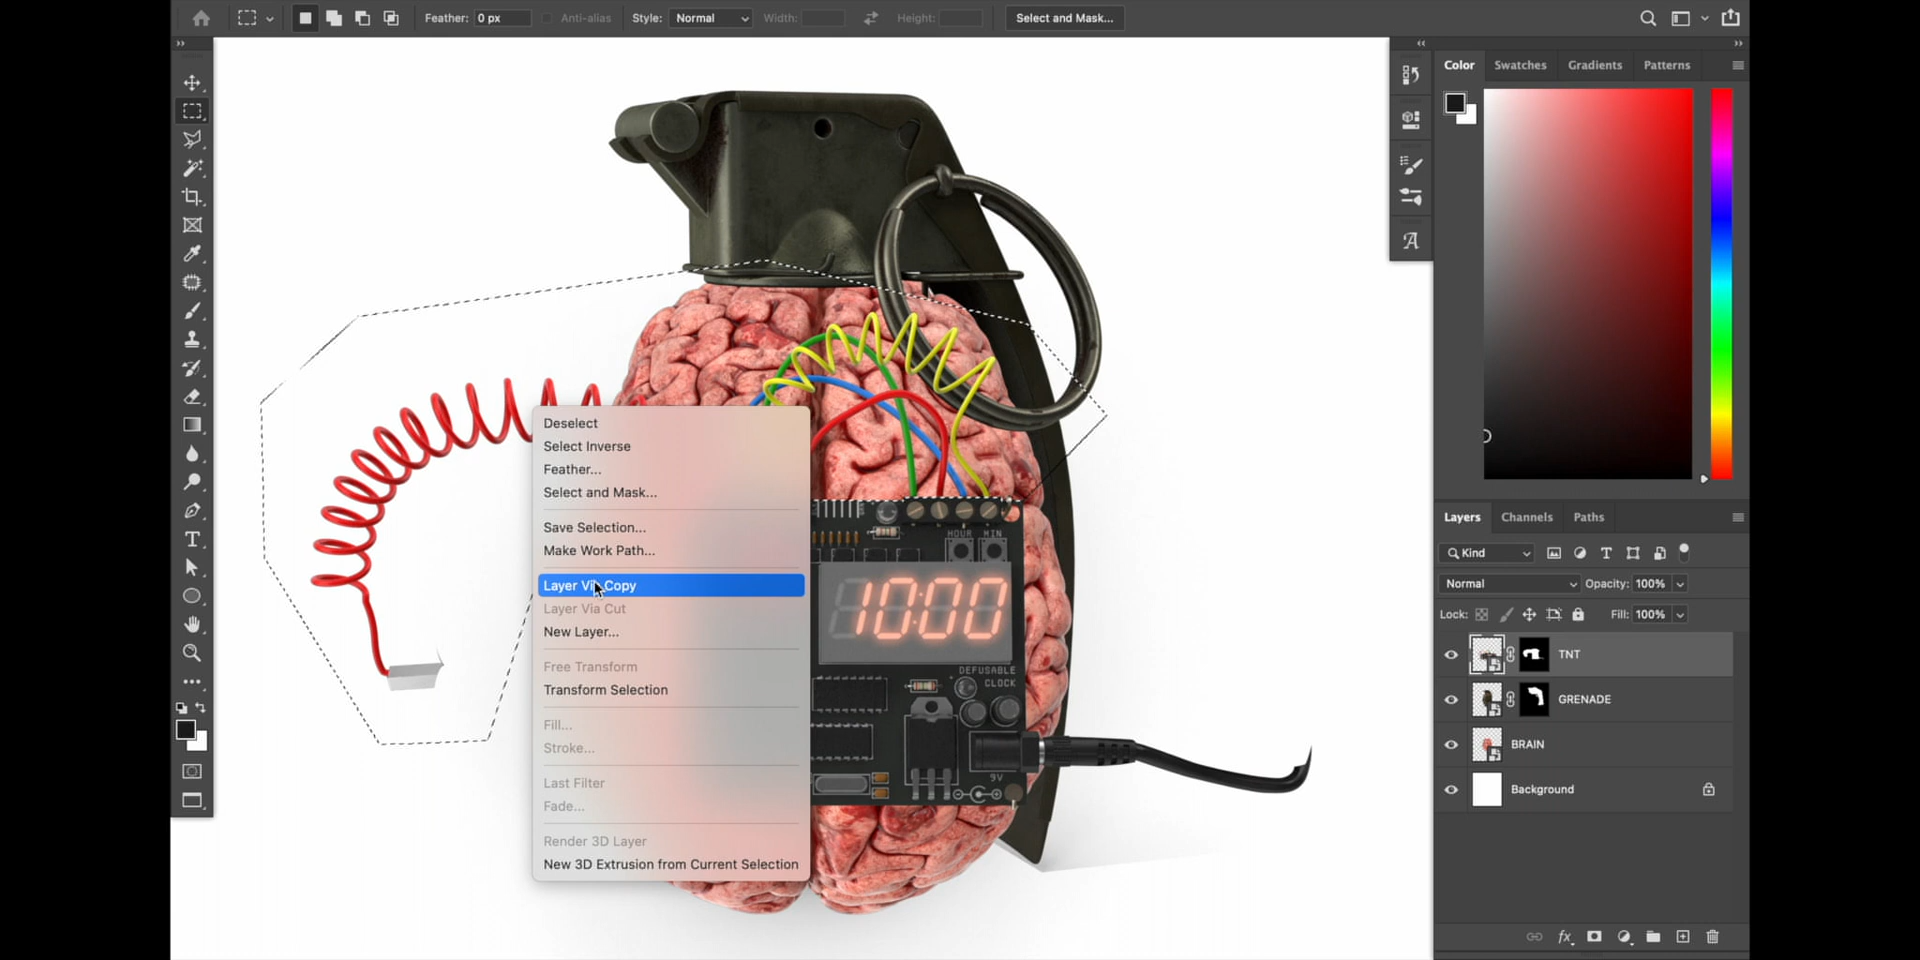 Feather: 0 px Anti-alias Style: Normal Width: Height: Select and Mask...
Color Swatches Gradients Patterns
Deselect
Select Inverse
Feather...
Select and Mask...
Save Selection...
Make Work Path...
Layer Via Copy
Layer Via Cut
New Layer...
Free Transform
Transform Selection
Fill...
Stroke...
Last Filter
Fade...
Render 3D Layer
New 3D Extrusion from Current Selection
HOUR MIN
10:00
DEFUSABLE
CLOCK
9V
Layers Channels Paths
Kind
Normal Opacity: 100%
Lock: Fill: 100%
TNT
GRENADE
BRAIN
Background